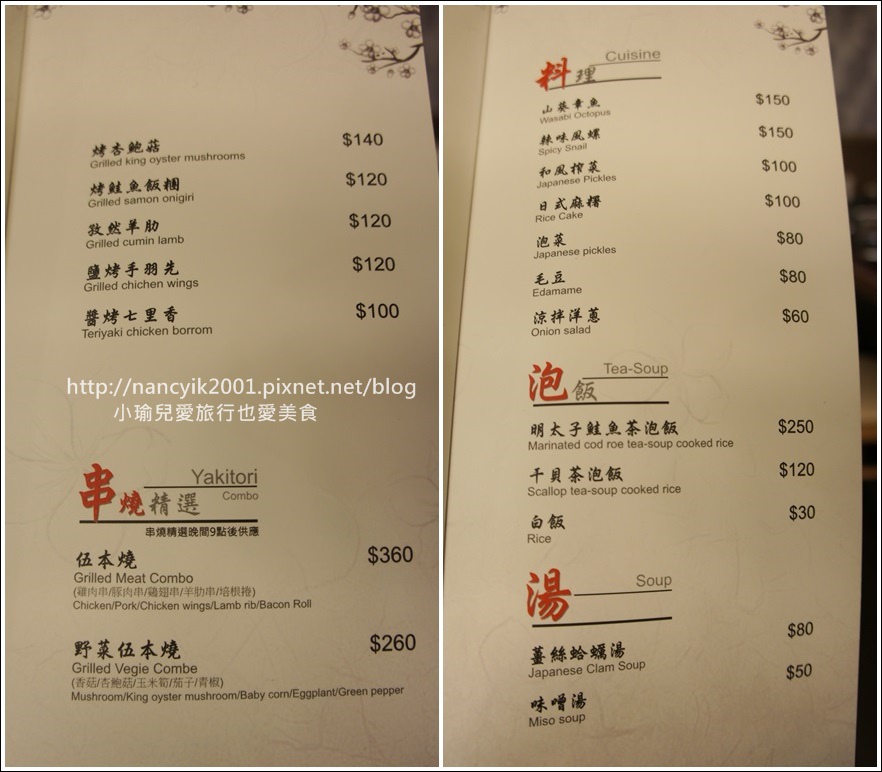 烤杏鮑菇 $140
Grilled king oyster mushrooms
烤鮭魚飯糰 $120
Grilled samon onigiri
孜然羊肋 $120
Grilled cumin lamb
鹽烤手羽先 $120
Grilled chichen wings
醬烤七里香 $100
Teriyaki chicken borrom
http://nancyik2001.pixnet.net/blog
小瑜兒愛旅行也愛美食
串燒精選 Yakitori
Combo
串燒精選晚間9點後供應
伍本燒 $360
Grilled Meat Combo
(雞肉串/豚肉串/雞翅串/羊肋串/培根捲)
Chicken/Pork/Chicken wings/Lamb rib/Bacon Roll
野菜伍本燒 $260
Grilled Vegie Combe
(香菇/杏鮑菇/玉米筍/茄子/青椒)
Mushroom/King oyster mushroom/Baby corn/Eggplant/Green pepper
料理 Cuisine
山葵章魚 $150
Wasabi Octopus
辣味風螺 $150
Spicy Snail
和風榨菜 $100
Japanese Pickles
日式麻糬 $100
Rice Cake
泡菜 $80
Japanese pickles
毛豆 $80
Edamame
涼拌洋蔥 $60
Onion salad
泡飯 Tea-Soup
明太子鮭魚茶泡飯 $250
Marinated cod roe tea-soup cooked rice
干貝茶泡飯 $120
Scallop tea-soup cooked rice
白飯 $30
Rice
湯 Soup
薑絲蛤蠣湯 $80
Japanese Clam Soup
味噌湯 $50
Miso soup